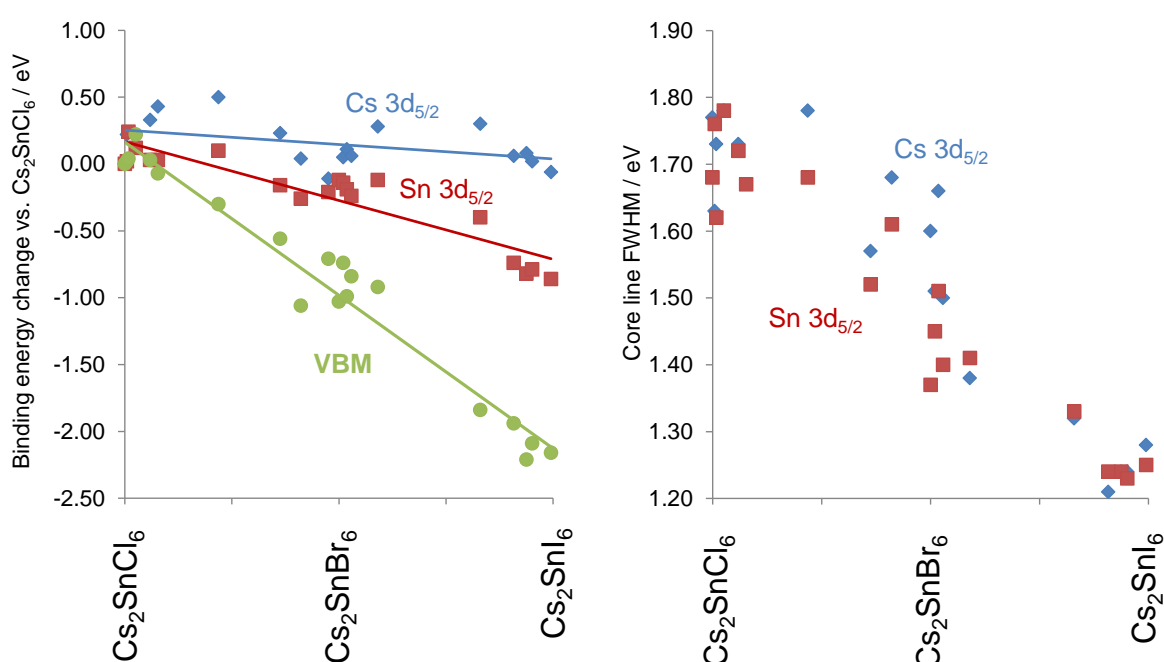 Binding energy change vs. Cs₂SnCl₆ / eV
1.00
0.50
0.00
-0.50
-1.00
-1.50
-2.00
-2.50
Cs 3d₅/₂
Sn 3d₅/₂
VBM
Cs₂SnCl₆
Cs₂SnBr₆
Cs₂SnI₆
Core line FWHM / eV
1.90
1.80
1.70
1.60
1.50
1.40
1.30
1.20
Cs 3d₅/₂
Sn 3d₅/₂
Cs₂SnCl₆
Cs₂SnBr₆
Cs₂SnI₆